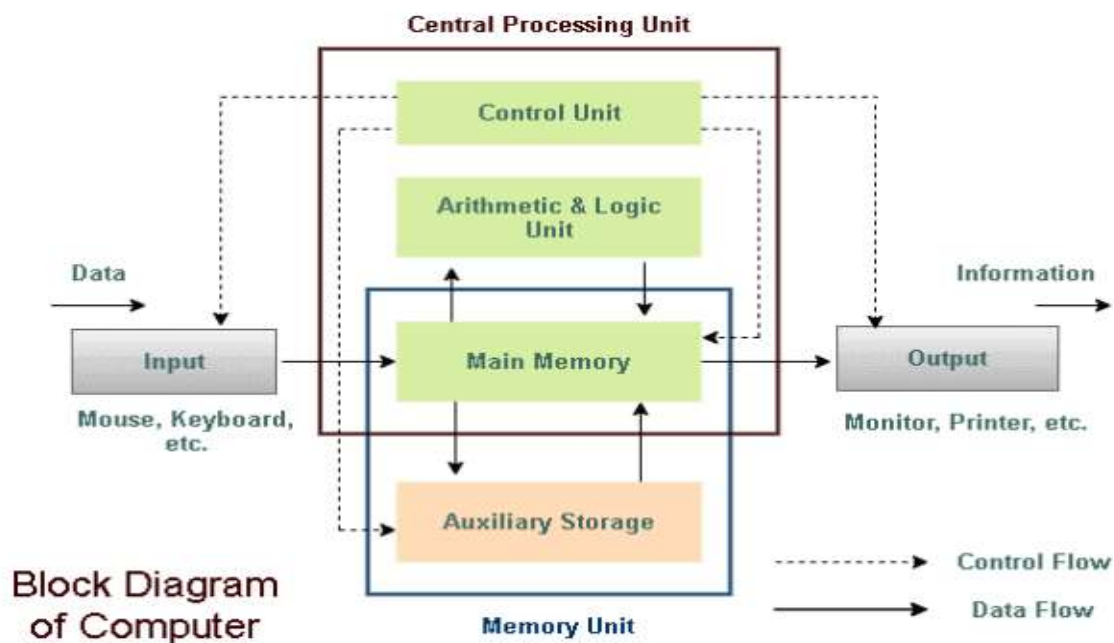 Central Processing Unit
Control Unit
Arithmetic & Logic
Unit
Data
Information
Input
Main Memory
Output
Mouse, Keyboard,
etc.
Monitor, Printer, etc.
Auxiliary Storage
Block Diagram
of Computer
Control Flow
Data Flow
Memory Unit